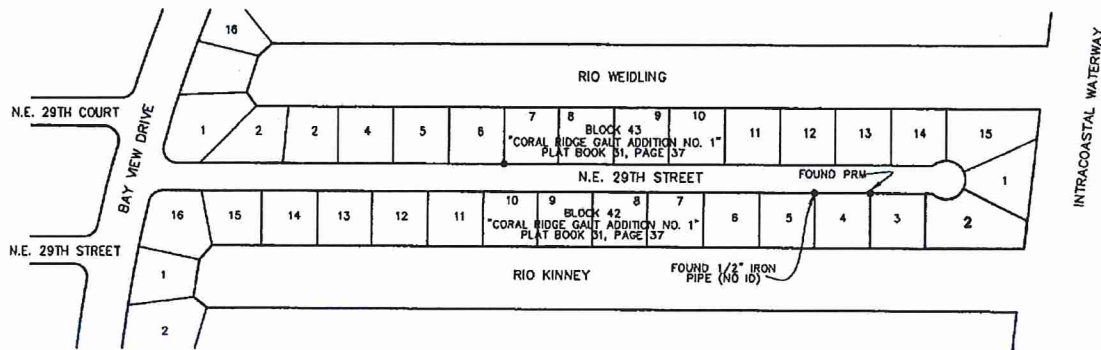 16
RIO WEIDLING
INTRACOASTAL WATERWAY
N.E. 29TH COURT
BAY VIEW DRIVE
1 2 2 4 5 6 7 8 9 10 11 12 13 14 15
BLOCK 43
"CORAL RIDGE GALT ADDITION NO. 1"
PLAT BOOK 31, PAGE 37
N.E. 29TH STREET
FOUND PRM
1
16 15 14 13 12 11 10 9 8 7 6 5 4 3 2
BLOCK 42
"CORAL RIDGE GALT ADDITION NO. 1"
PLAT BOOK 31, PAGE 37
N.E. 29TH STREET
1
RIO KINNEY
FOUND 1/2" IRON
PIPE (NO ID)
2